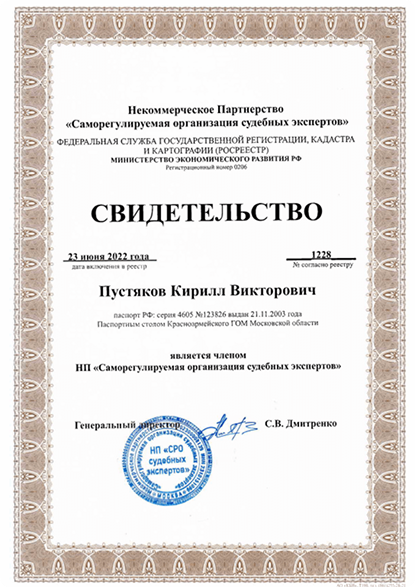 Некоммерческое Партнерство
«Саморегулируемая организация судебных экспертов»
ФЕДЕРАЛЬНАЯ СЛУЖБА ГОСУДАРСТВЕННОЙ РЕГИСТРАЦИИ, КАДАСТРА
И КАРТОГРАФИИ (РОСРЕЕСТР)
МИНИСТЕРСТВО ЭКОНОМИЧЕСКОГО РАЗВИТИЯ РФ
Регистрационный номер 0206
СВИДЕТЕЛЬСТВО
23 июня 2022 года 1228
дата включения в реестр № согласно реестру
Пустяков Кирилл Викторович
паспорт РФ: серия 4605 №123826 выдан 21.11.2003 года
Паспортным столом Красноармейского ГОМ Московской области
является членом
НП «Саморегулируемая организация судебных экспертов»
Генеральный директор С.В. Дмитренко
НП «СРО
судебных
экспертов»
МОСКВА